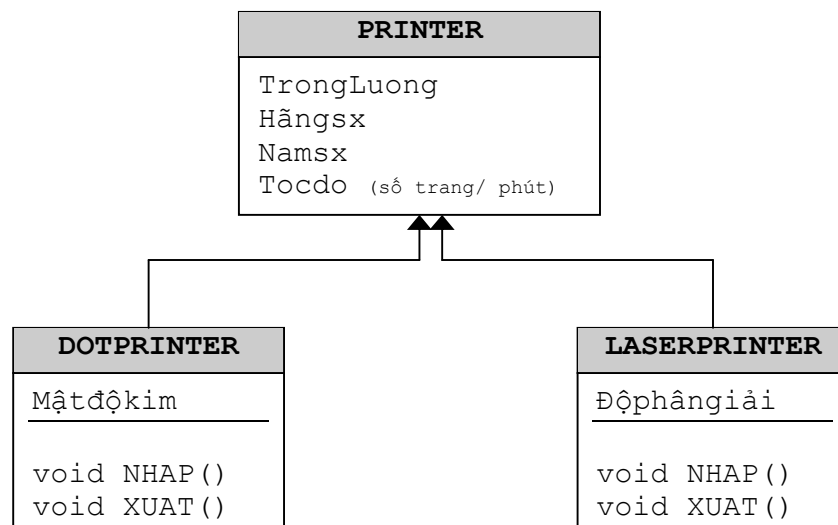 PRINTER
TrongLuong
Hãngsx
Namsx
Tocdo (số trang/ phút)
DOTPRINTER
Mậtđộkim
void NHAP()
void XUAT()
LASERPRINTER
Độphângiải
void NHAP()
void XUAT()